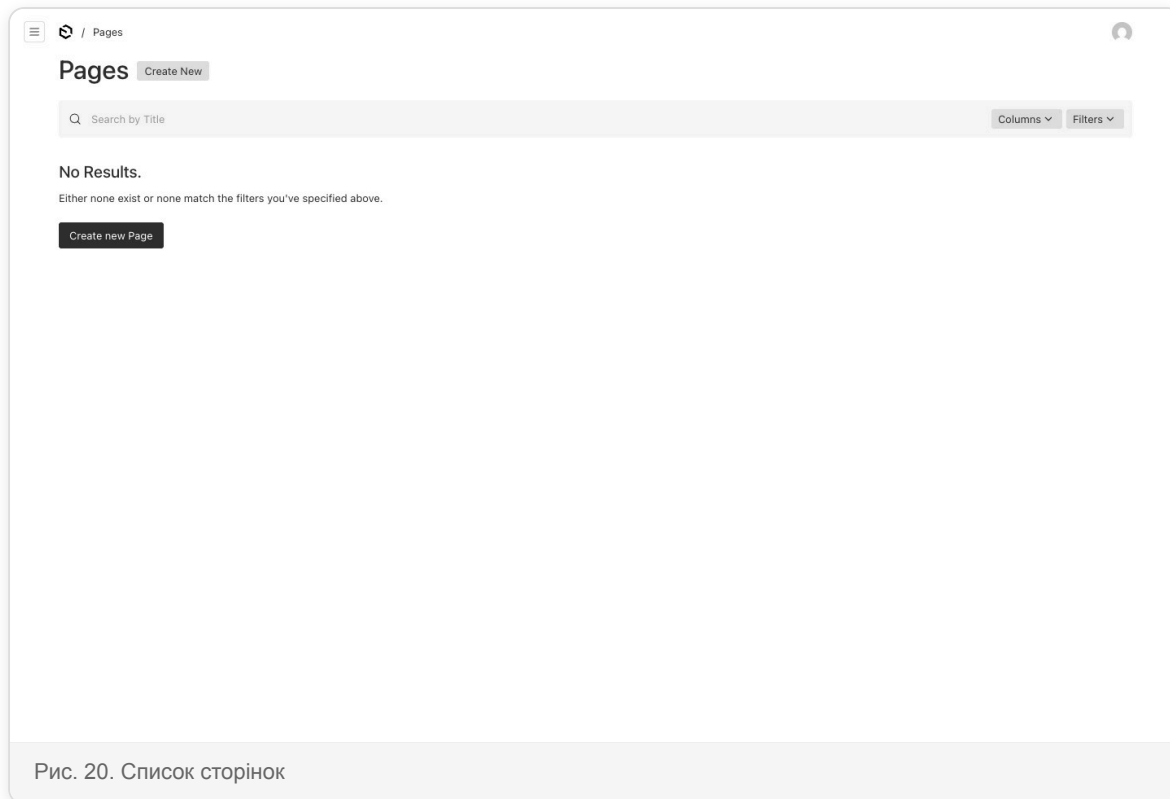 / Pages
Pages Create New
Search by Title Columns Filters
No Results.
Either none exist or none match the filters you've specified above.
Create new Page
Рис. 20. Список сторінок